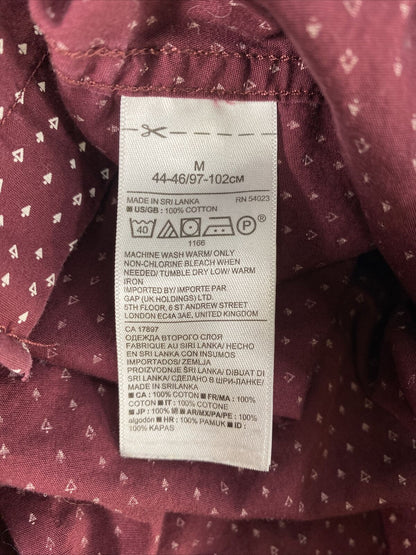 M
44-46/97-102CM
MADE IN SRI LANKA RN 54023
■ US/GB : 100% COTTON
40 P
1166
MACHINE WASH WARM/ ONLY
NON-CHLORINE BLEACH WHEN
NEEDED/ TUMBLE DRY LOW/ WARM
IRON
IMPORTED BY/ IMPORTE PAR
GAP (UK HOLDINGS) LTD.
5TH FLOOR, 6 ST ANDREW STREET
LONDON EC4A 3AE, UNITED KINGDOM
CA 17897
ОДЕЖДА ВТОРОГО СЛОЯ
FABRIQUE AU SRI LANKA/ HECHO
EN SRI LANKA CON INSUMOS
IMPORTADOS/ ZEMLJA
PROIZVODNJE ŠRI LANKA/ DIBUAT DI
SRI LANKA/ СДЕЛАНО В ШРИ-ЛАНКЕ/
MADE IN SRILANKA
■ CA : 100% COTTON ■ FR/MA : 100%
COTON ■ IT : 100% COTONE
■ JP : 100% 綿 ■ AR/MX/PA/PE : 100%
algodón ■ HR : 100% PAMUK ■ ID :
100% KAPAS